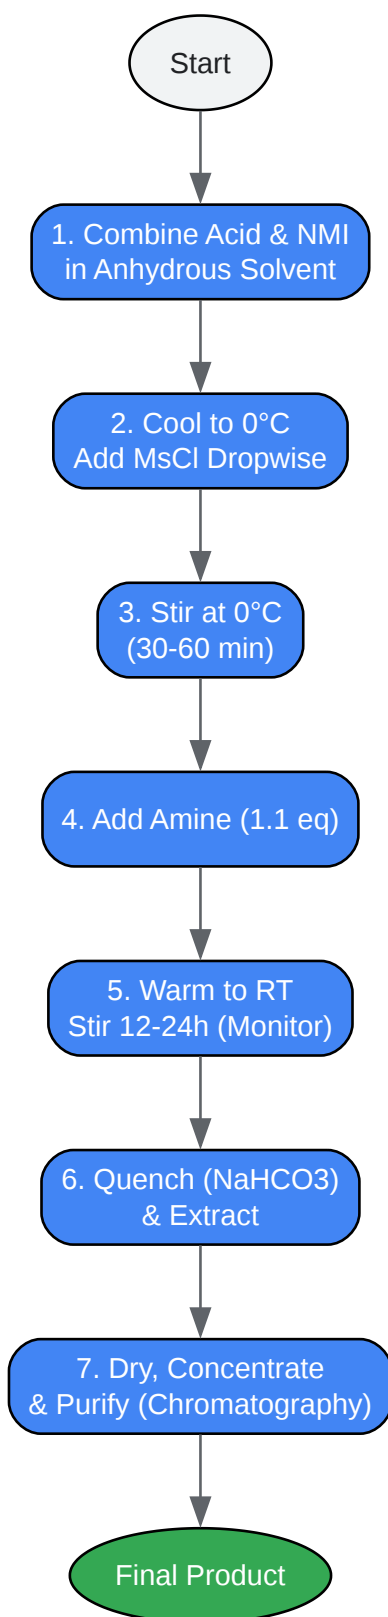 Start
1. Combine Acid & NMI
in Anhydrous Solvent
2. Cool to 0°C
Add MsCl Dropwise
3. Stir at 0°C
(30-60 min)
4. Add Amine (1.1 eq)
5. Warm to RT
Stir 12-24h (Monitor)
6. Quench (NaHCO3)
& Extract
7. Dry, Concentrate
& Purify (Chromatography)
Final Product